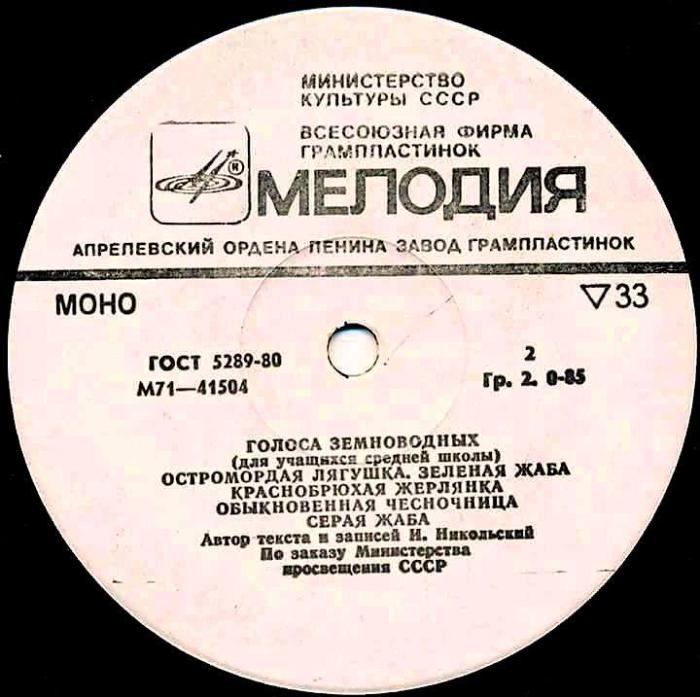 МИНИСТЕРСТВО
КУЛЬТУРЫ СССР
ВСЕСОЮЗНАЯ ФИРМА
ГРАМПЛАСТИНОК
МЕЛОДИЯ
АПРЕЛЕВСКИЙ ОРДЕНА ЛЕНИНА ЗАВОД ГРАМПЛАСТИНОК
МОНО
▽33
ГОСТ 5289-80
М71—41504
2
Гр. 2. 0-85
ГОЛОСА ЗЕМНОВОДНЫХ
(для учащихся средней школы)
ОСТРОМОРДАЯ ЛЯГУШКА. ЗЕЛЕНАЯ ЖАБА
КРАСНОБРЮХАЯ ЖЕРЛЯНКА
ОБЫКНОВЕННАЯ ЧЕСНОЧНИЦА
СЕРАЯ ЖАБА
Автор текста и записей И. Никольский
По заказу Министерства
просвещения СССР